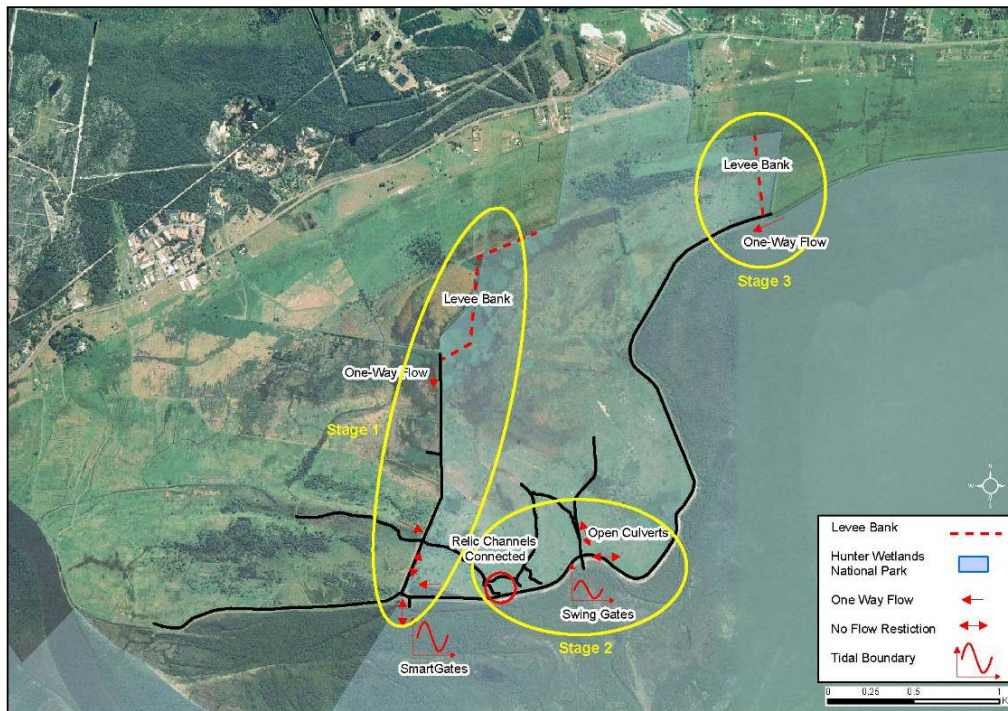 Levee Bank
One-Way Flow
Stage 3
Levee Bank
One-Way Flow
Stage 1
Relic Channels
Connected
Open Culverts
Swing Gates
Stage 2
SmartGates
Levee Bank
Hunter Wetlands
National Park
One Way Flow
No Flow Restiction
Tidal Boundary
0 0.25 0.5 1